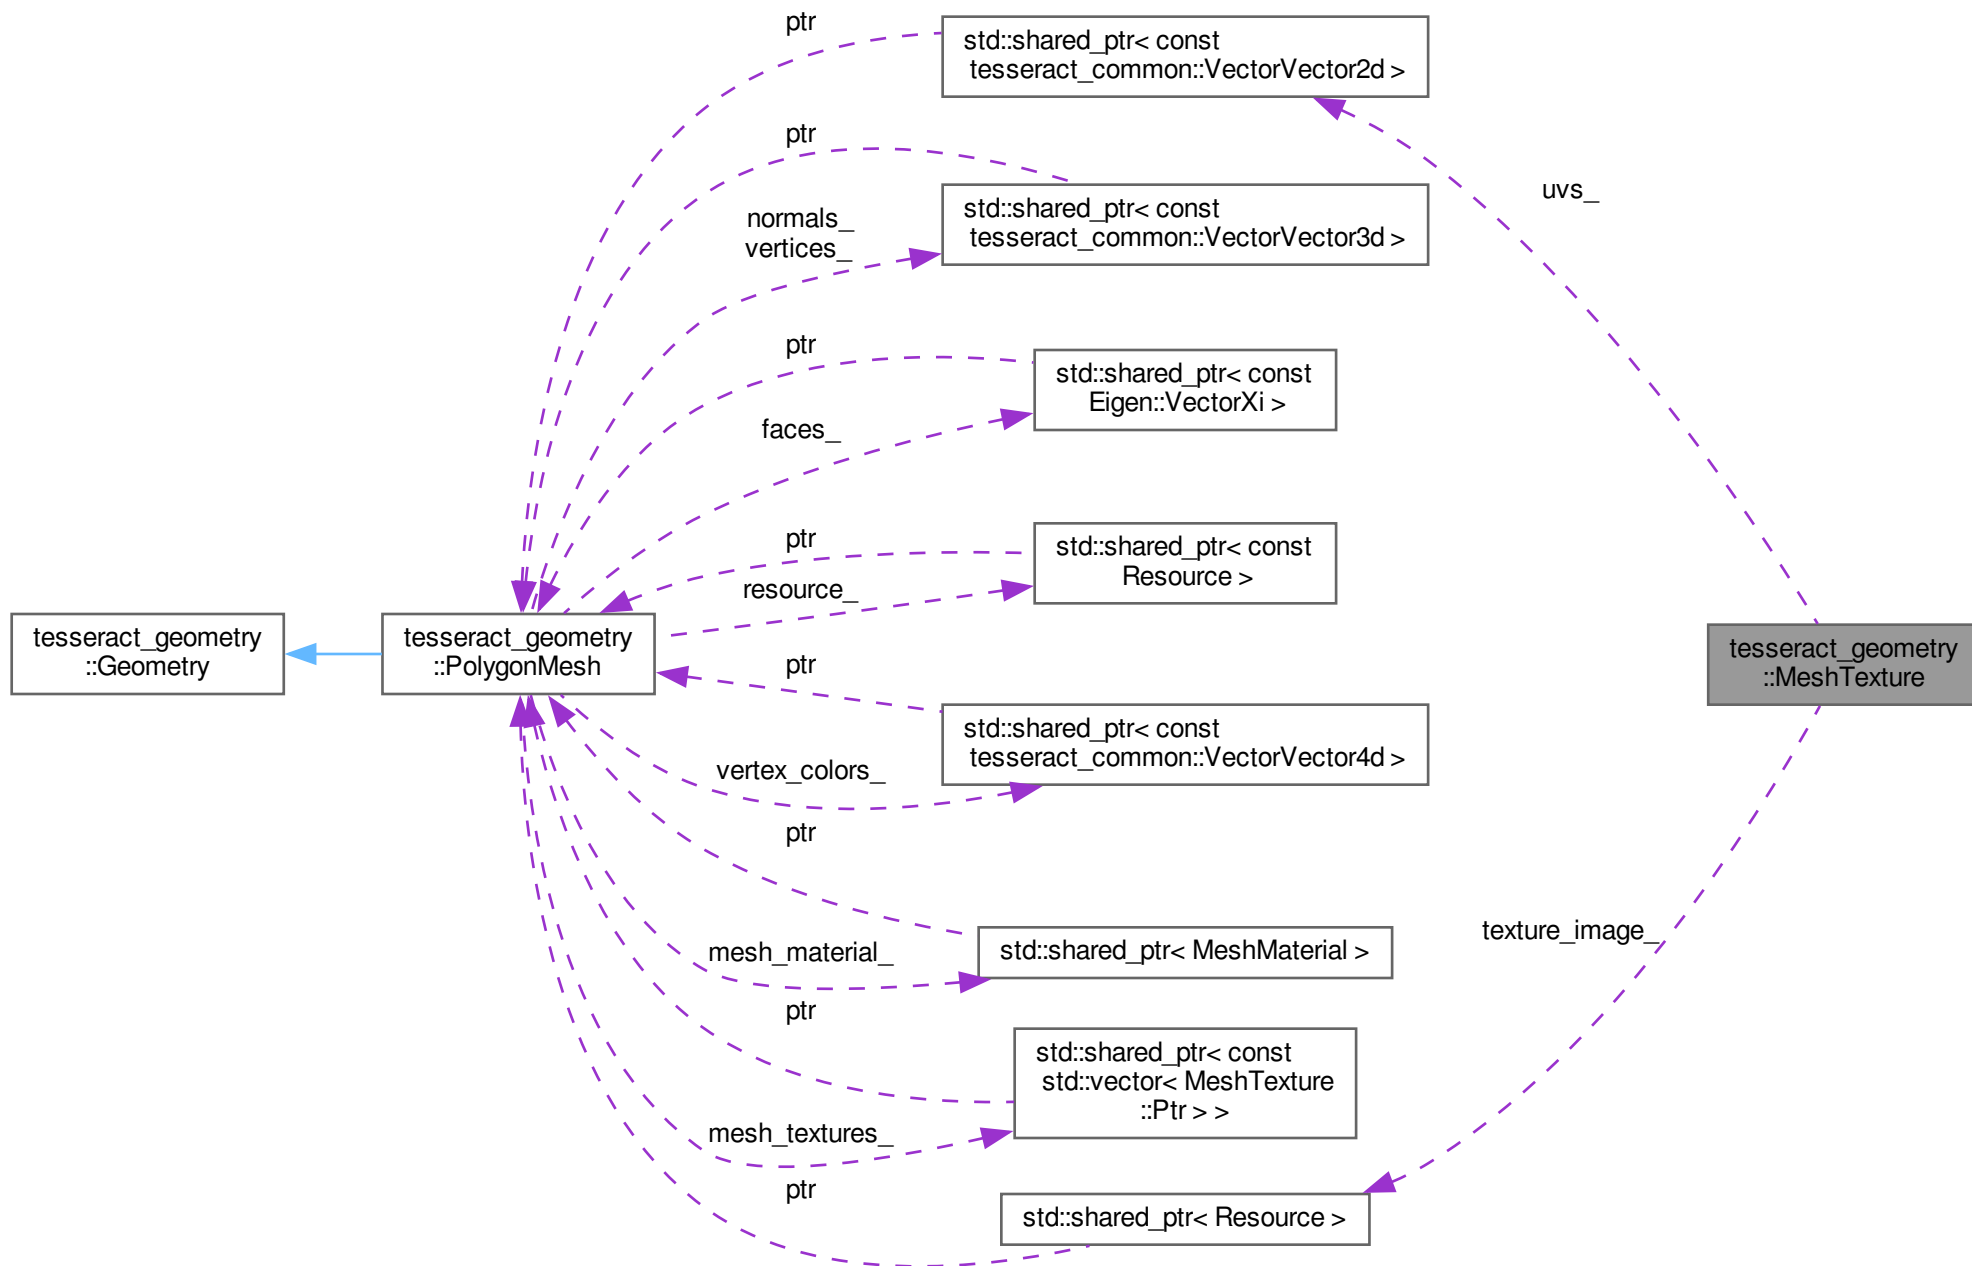 ptr
std::shared_ptr< const
tesseract_common::VectorVector2d >
ptr
uvs_
normals_
vertices_
std::shared_ptr< const
tesseract_common::VectorVector3d >
ptr
std::shared_ptr< const
Eigen::VectorXi >
faces_
ptr
std::shared_ptr< const
Resource >
resource_
tesseract_geometry
::Geometry
tesseract_geometry
::PolygonMesh
tesseract_geometry
::MeshTexture
ptr
std::shared_ptr< const
tesseract_common::VectorVector4d >
vertex_colors_
ptr
texture_image_
mesh_material_
std::shared_ptr< MeshMaterial >
ptr
std::shared_ptr< const
std::vector< MeshTexture
::Ptr > >
mesh_textures_
ptr
std::shared_ptr< Resource >